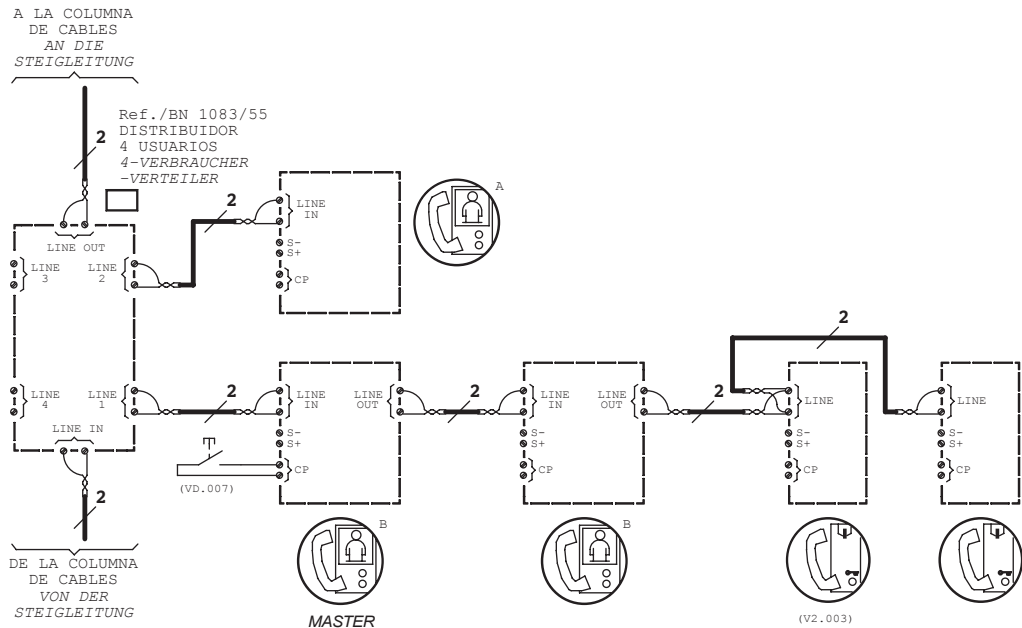 A LA COLUMNA
DE CABLES
AN DIE
STEIGLEITUNG
2
Ref./BN 1083/55
DISTRIBUIDOR
4 USUARIOS
4-VERBRAUCHER
-VERTEILER
LINE OUT
LINE
3
LINE
2
LINE
4
LINE
1
LINE IN
2
DE LA COLUMNA
DE CABLES
VON DER
STEIGLEITUNG
2
LINE
IN
S-
S+
CP
A
2
LINE
IN
LINE
OUT
S-
S+
CP
(VD.007)
B
MASTER
2
LINE
IN
LINE
OUT
S-
S+
CP
B
2
LINE
S-
S+
CP
(V2.003)
2
LINE
S-
S+
CP